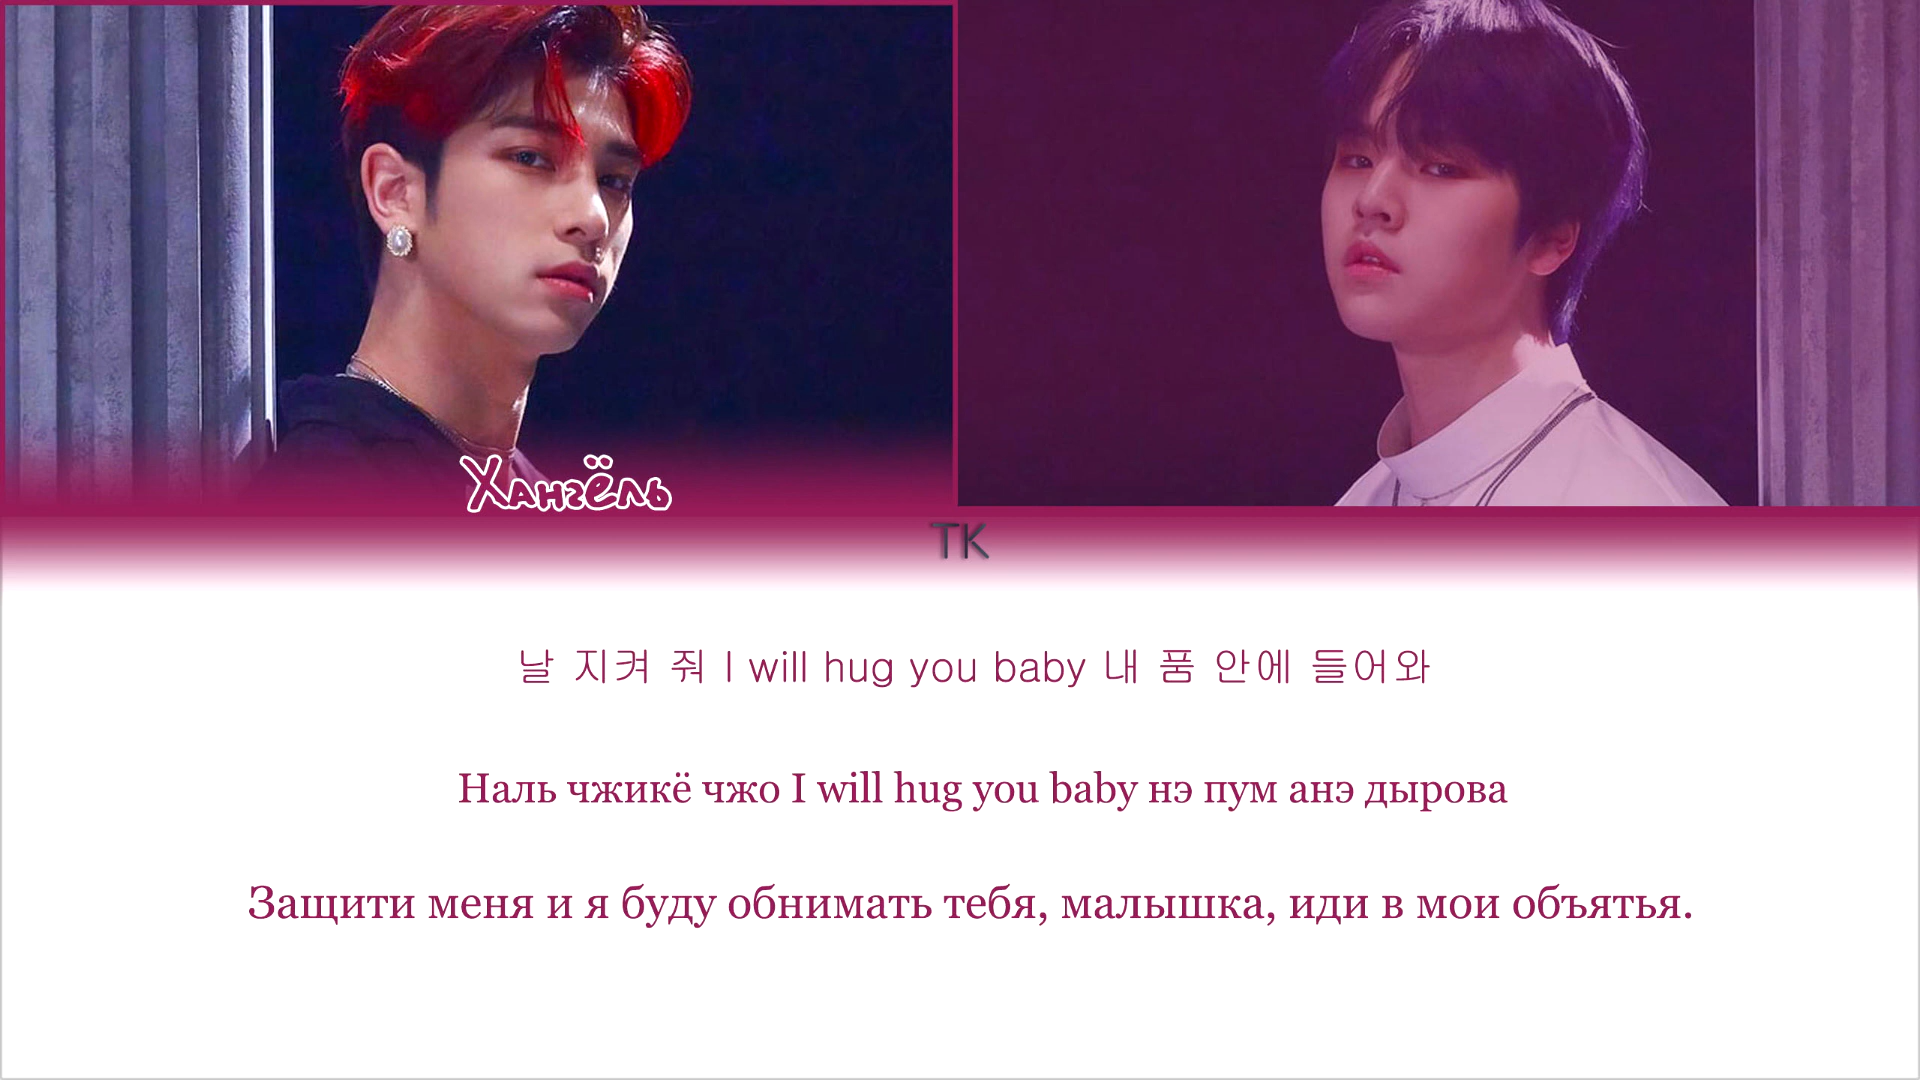 Хангёль
TK
날 지켜 줘 I will hug you baby 내 품 안에 들어와
Наль чжикё чжо I will hug you baby нэ пум анэ дырова
Защити меня и я буду обнимать тебя, малышка, иди в мои объятья.